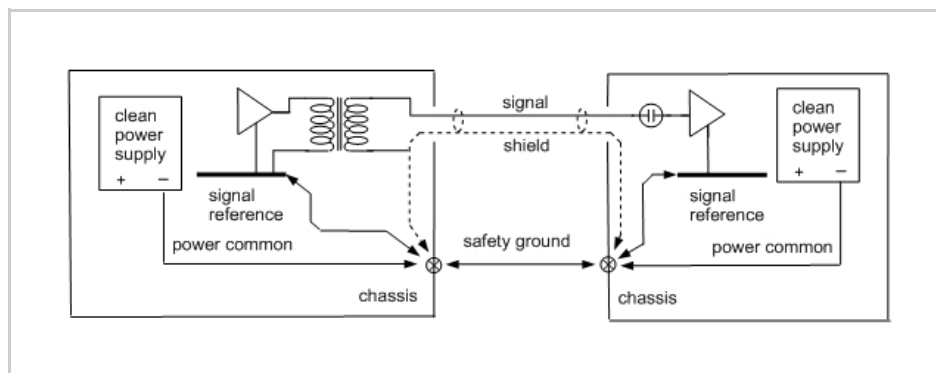 clean
power
supply
+ −
signal
reference
power common
chassis
signal
shield
safety ground
clean
power
supply
+ −
signal
reference
power common
chassis